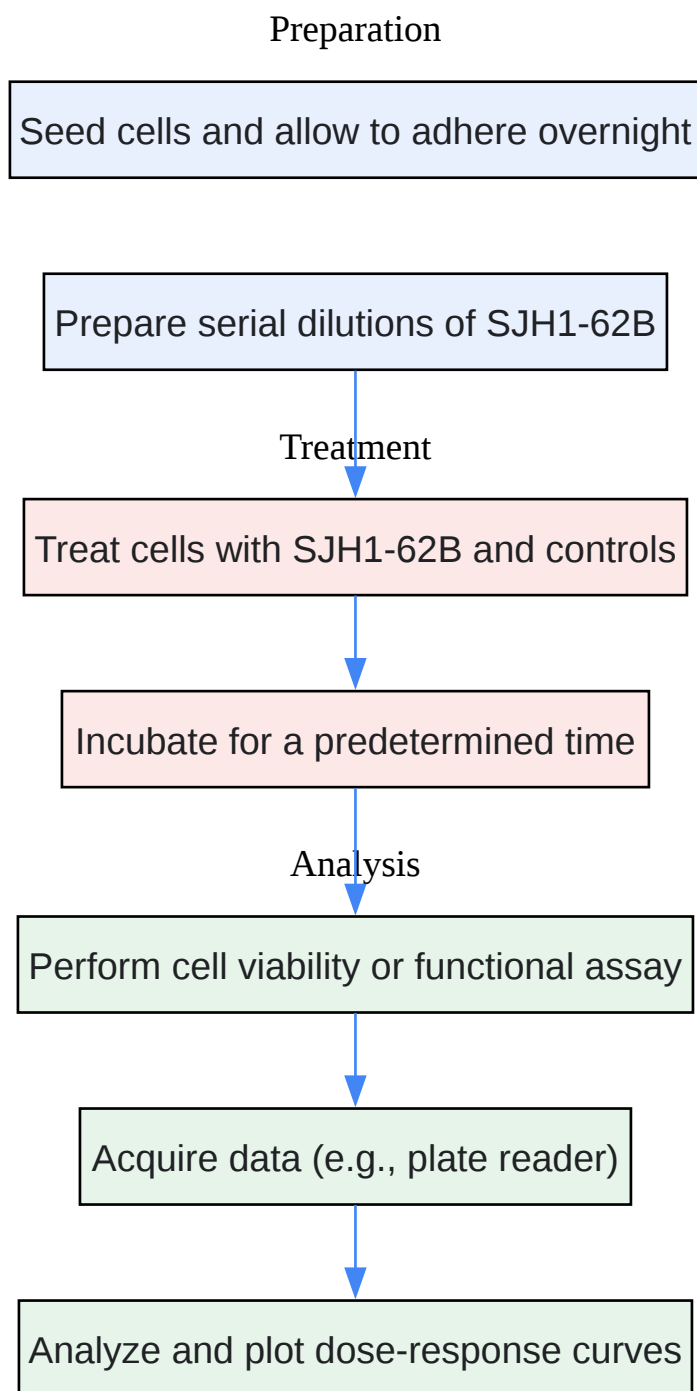 Preparation
Seed cells and allow to adhere overnight
Prepare serial dilutions of SJH1-62B
Treatment
Treat cells with SJH1-62B and controls
Incubate for a predetermined time
Analysis
Perform cell viability or functional assay
Acquire data (e.g., plate reader)
Analyze and plot dose-response curves